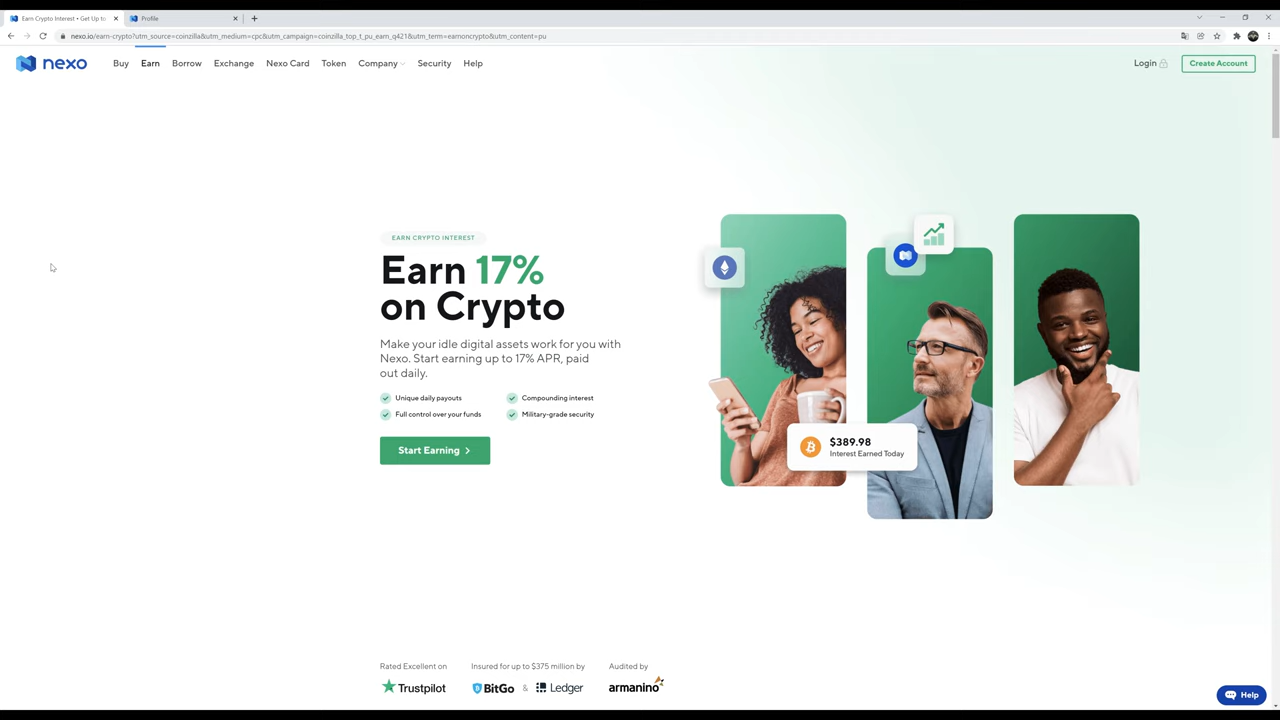 Earn Crypto Interest • Get Up to
Profile
nexo.io/earn-crypto?utm_source=coinzilla&utm_medium=cpc&utm_campaign=coinzilla_top_t_pu_earn_q421&utm_term=earnoncrypto&utm_content=pu
nexo
Buy
Earn
Borrow
Exchange
Nexo Card
Token
Company
Security
Help
Login
Create Account
EARN CRYPTO INTEREST
Earn 17%
on Crypto
Make your idle digital assets work for you with
Nexo. Start earning up to 17% APR, paid
out daily.
Unique daily payouts
Compounding interest
Full control over your funds
Military-grade security
Start Earning
$389.98
Interest Earned Today
Rated Excellent on
Insured for up to $375 million by
Audited by
Trustpilot
BitGo & Ledger
armanino
Help